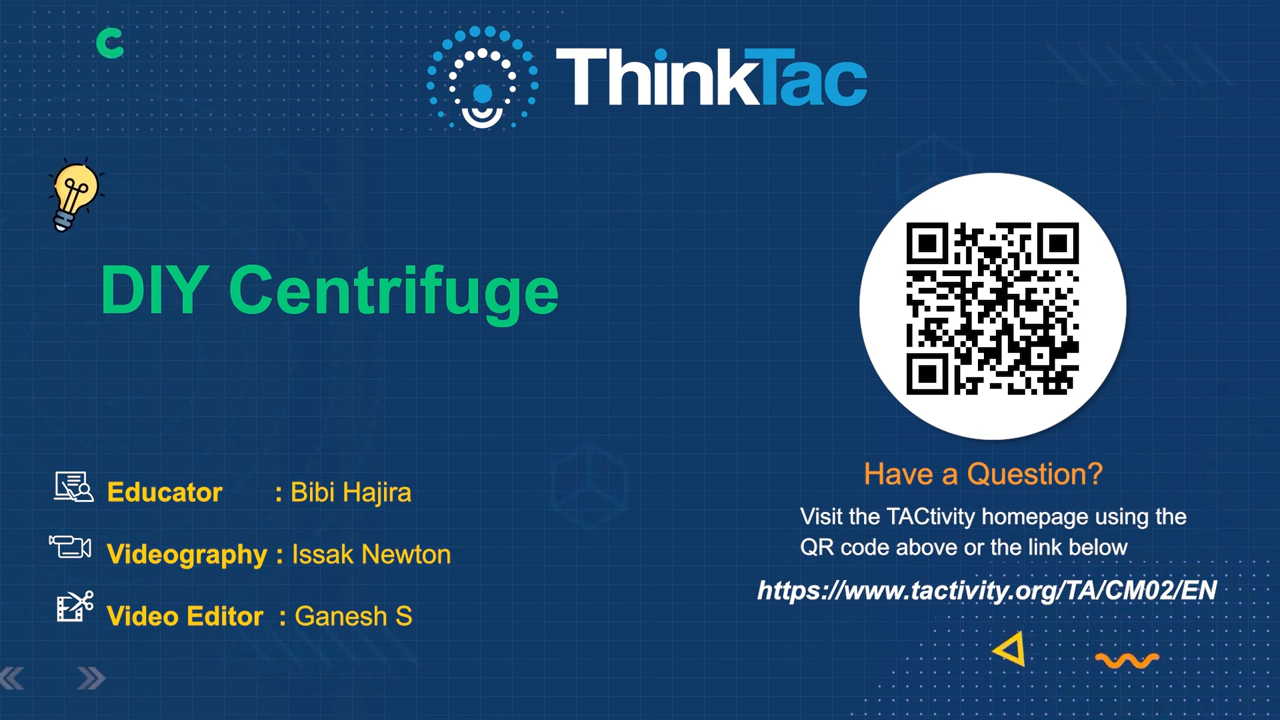 ThinkTac
DIY Centrifuge
Educator : Bibi Hajira
Videography : Issak Newton
Video Editor : Ganesh S
Have a Question?
Visit the TACtivity homepage using the
QR code above or the link below
https://www.tactivity.org/TA/CM02/EN